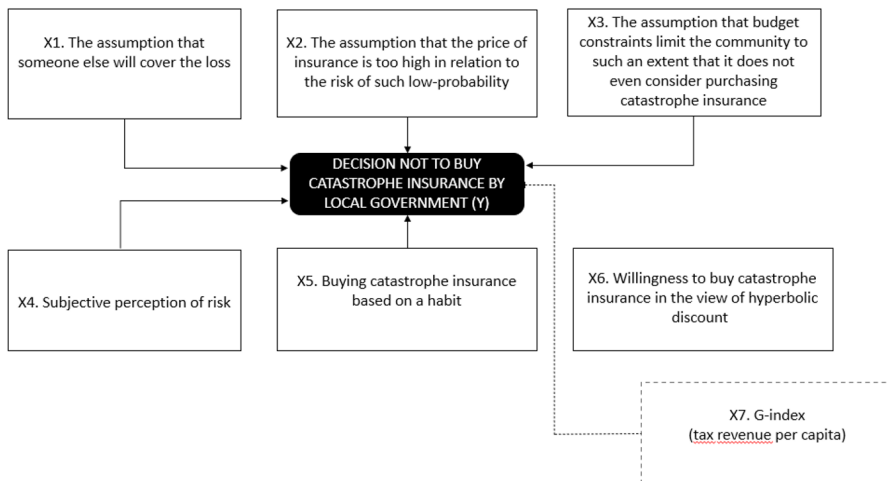 X1. The assumption that
someone else will cover the loss
X2. The assumption that the price of
insurance is too high in relation to
the risk of such low-probability
X3. The assumption that budget
constraints limit the community to
such an extent that it does not
even consider purchasing
catastrophe insurance
DECISION NOT TO BUY
CATASTROPHE INSURANCE BY
LOCAL GOVERNMENT (Y)
X4. Subjective perception of risk
X5. Buying catastrophe insurance
based on a habit
X6. Willingness to buy catastrophe
insurance in the view of hyperbolic
discount
X7. G-index
(tax revenue per capita)